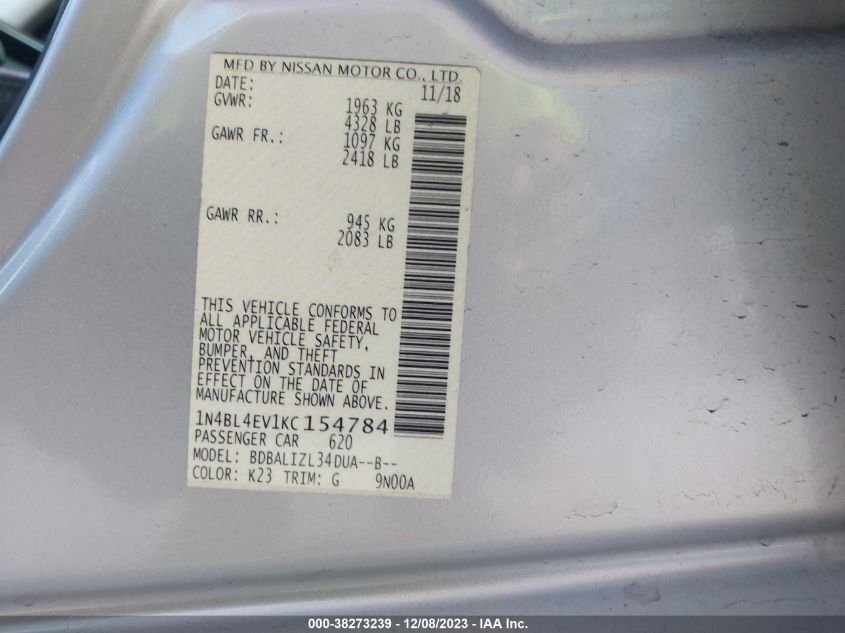 MFD BY NISSAN MOTOR CO., LTD.
DATE: 11/18
GVWR: 1963 KG
4328 LB
GAWR FR.: 1097 KG
2418 LB
GAWR RR.: 945 KG
2083 LB
THIS VEHICLE CONFORMS TO
ALL APPLICABLE FEDERAL
MOTOR VEHICLE SAFETY,
BUMPER, AND THEFT
PREVENTION STANDARDS IN
EFFECT ON THE DATE OF
MANUFACTURE SHOWN ABOVE.
1N4BL4EV1KC154784
PASSENGER CAR 620
MODEL: BDBALIZL34DUA--B--
COLOR: K23 TRIM: G 9N00A
000-38273239 - 12/08/2023 - IAA Inc.